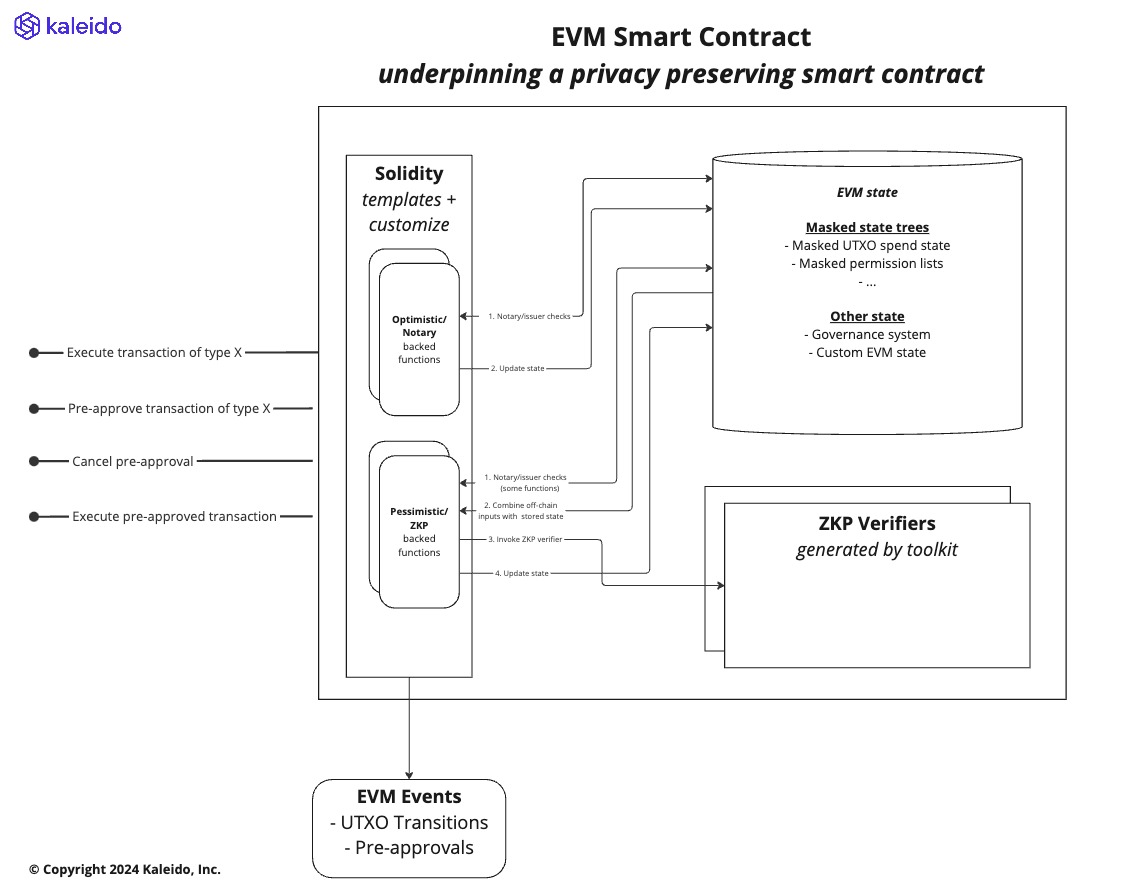 kaleido
EVM Smart Contract
underpinning a privacy preserving smart contract
Solidity
templates +
customize
Optimistic/
Notary
backed
functions
Pessimistic/
ZKP
backed
functions
Execute transaction of type X
Pre-approve transaction of type X
Cancel pre-approval
Execute pre-approved transaction
1. Notary/issuer checks
2. Update state
1. Notary/issuer checks
(some functions)
2. Combine off-chain
inputs with stored state
3. Invoke ZKP verifier
4. Update state
EVM state
Masked state trees
- Masked UTXO spend state
- Masked permission lists
- ...
Other state
- Governance system
- Custom EVM state
ZKP Verifiers
generated by toolkit
EVM Events
- UTXO Transitions
- Pre-approvals
© Copyright 2024 Kaleido, Inc.